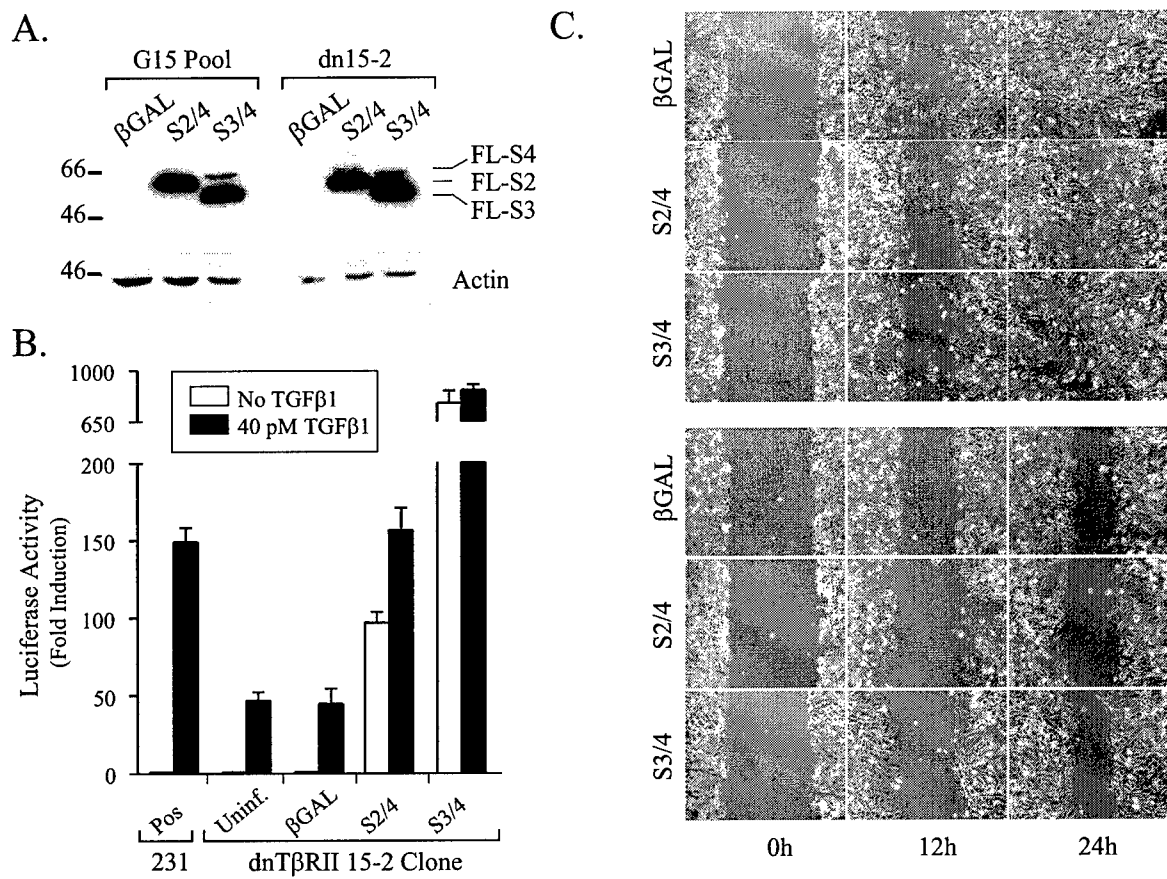 A.
G15 Pool
dn15-2
βGAL
S2/4
S3/4
βGAL
S2/4
S3/4
66
46
FL-S4
FL-S2
FL-S3
46
Actin
B.
Luciferase Activity
(Fold Induction)
1000
650
200
150
100
50
0
No TGFβ1
40 pM TGFβ1
Pos
Uninf.
βGAL
S2/4
S3/4
231
dnTβRII 15-2 Clone
C.
βGAL
S2/4
S3/4
βGAL
S2/4
S3/4
0h
12h
24h